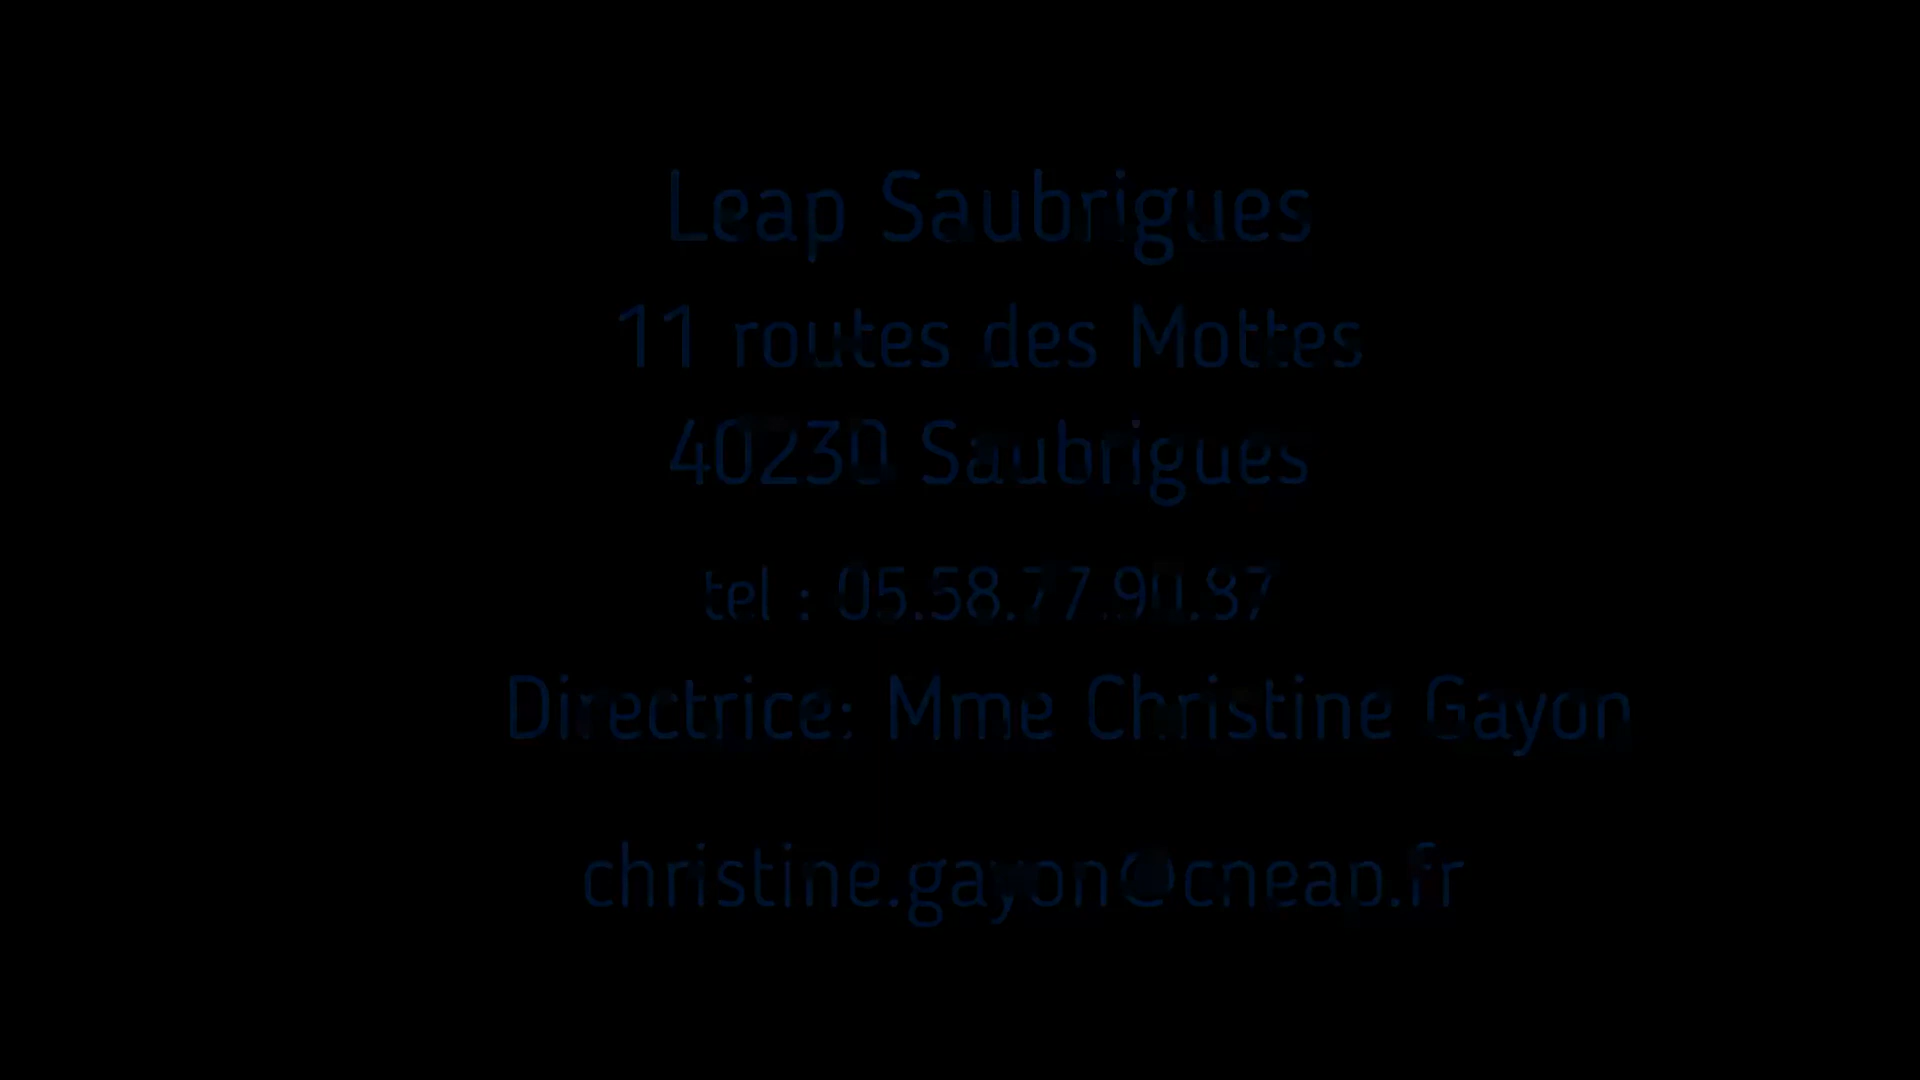 Leap Saubrigues
11 routes des Mottes
40230 Saubrigues
tel : 05.58.77.90.87
Directrice: Mme Christine Gayon
christine.gayon@cneap.fr